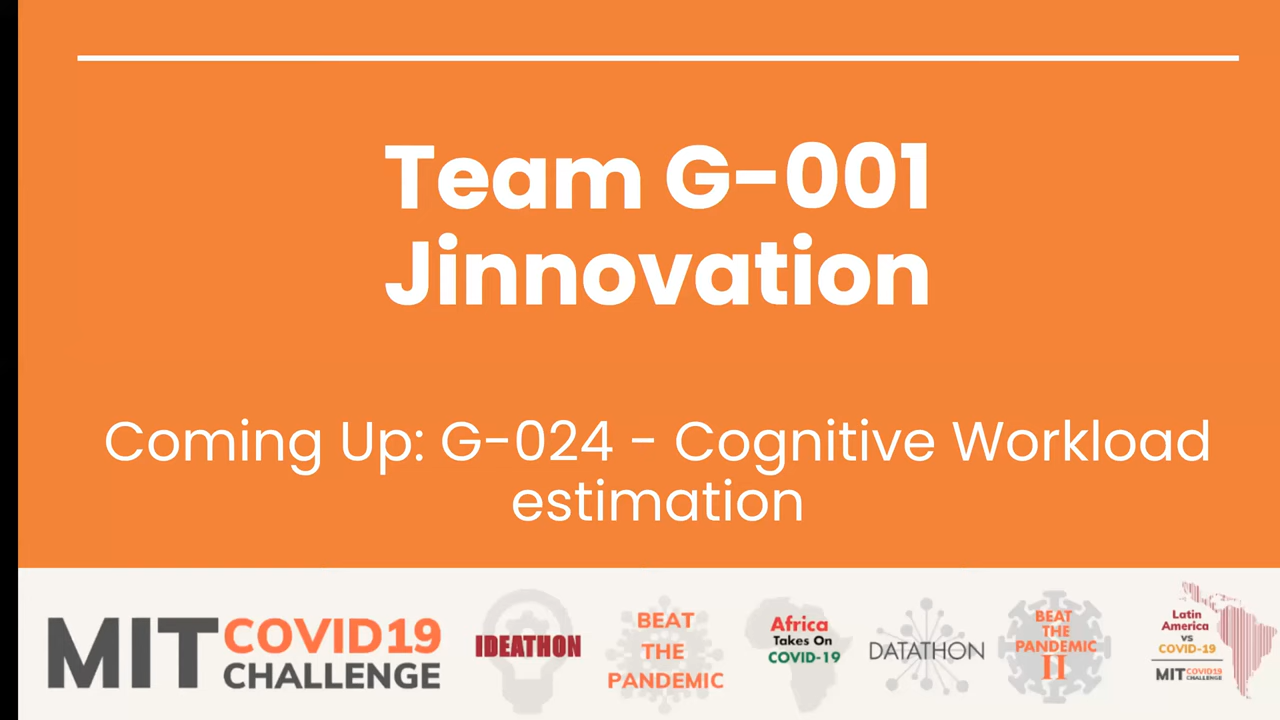 Team G-001
Jinnovation
Coming Up: G-024 - Cognitive Workload
estimation
MIT COVID19
CHALLENGE
IDEATHON
BEAT
THE
PANDEMIC
Africa
Takes On
COVID-19
DATATHON
BEAT
THE
PANDEMIC
II
Latin
America
vs
COVID-19
MIT COVID19
CHALLENGE